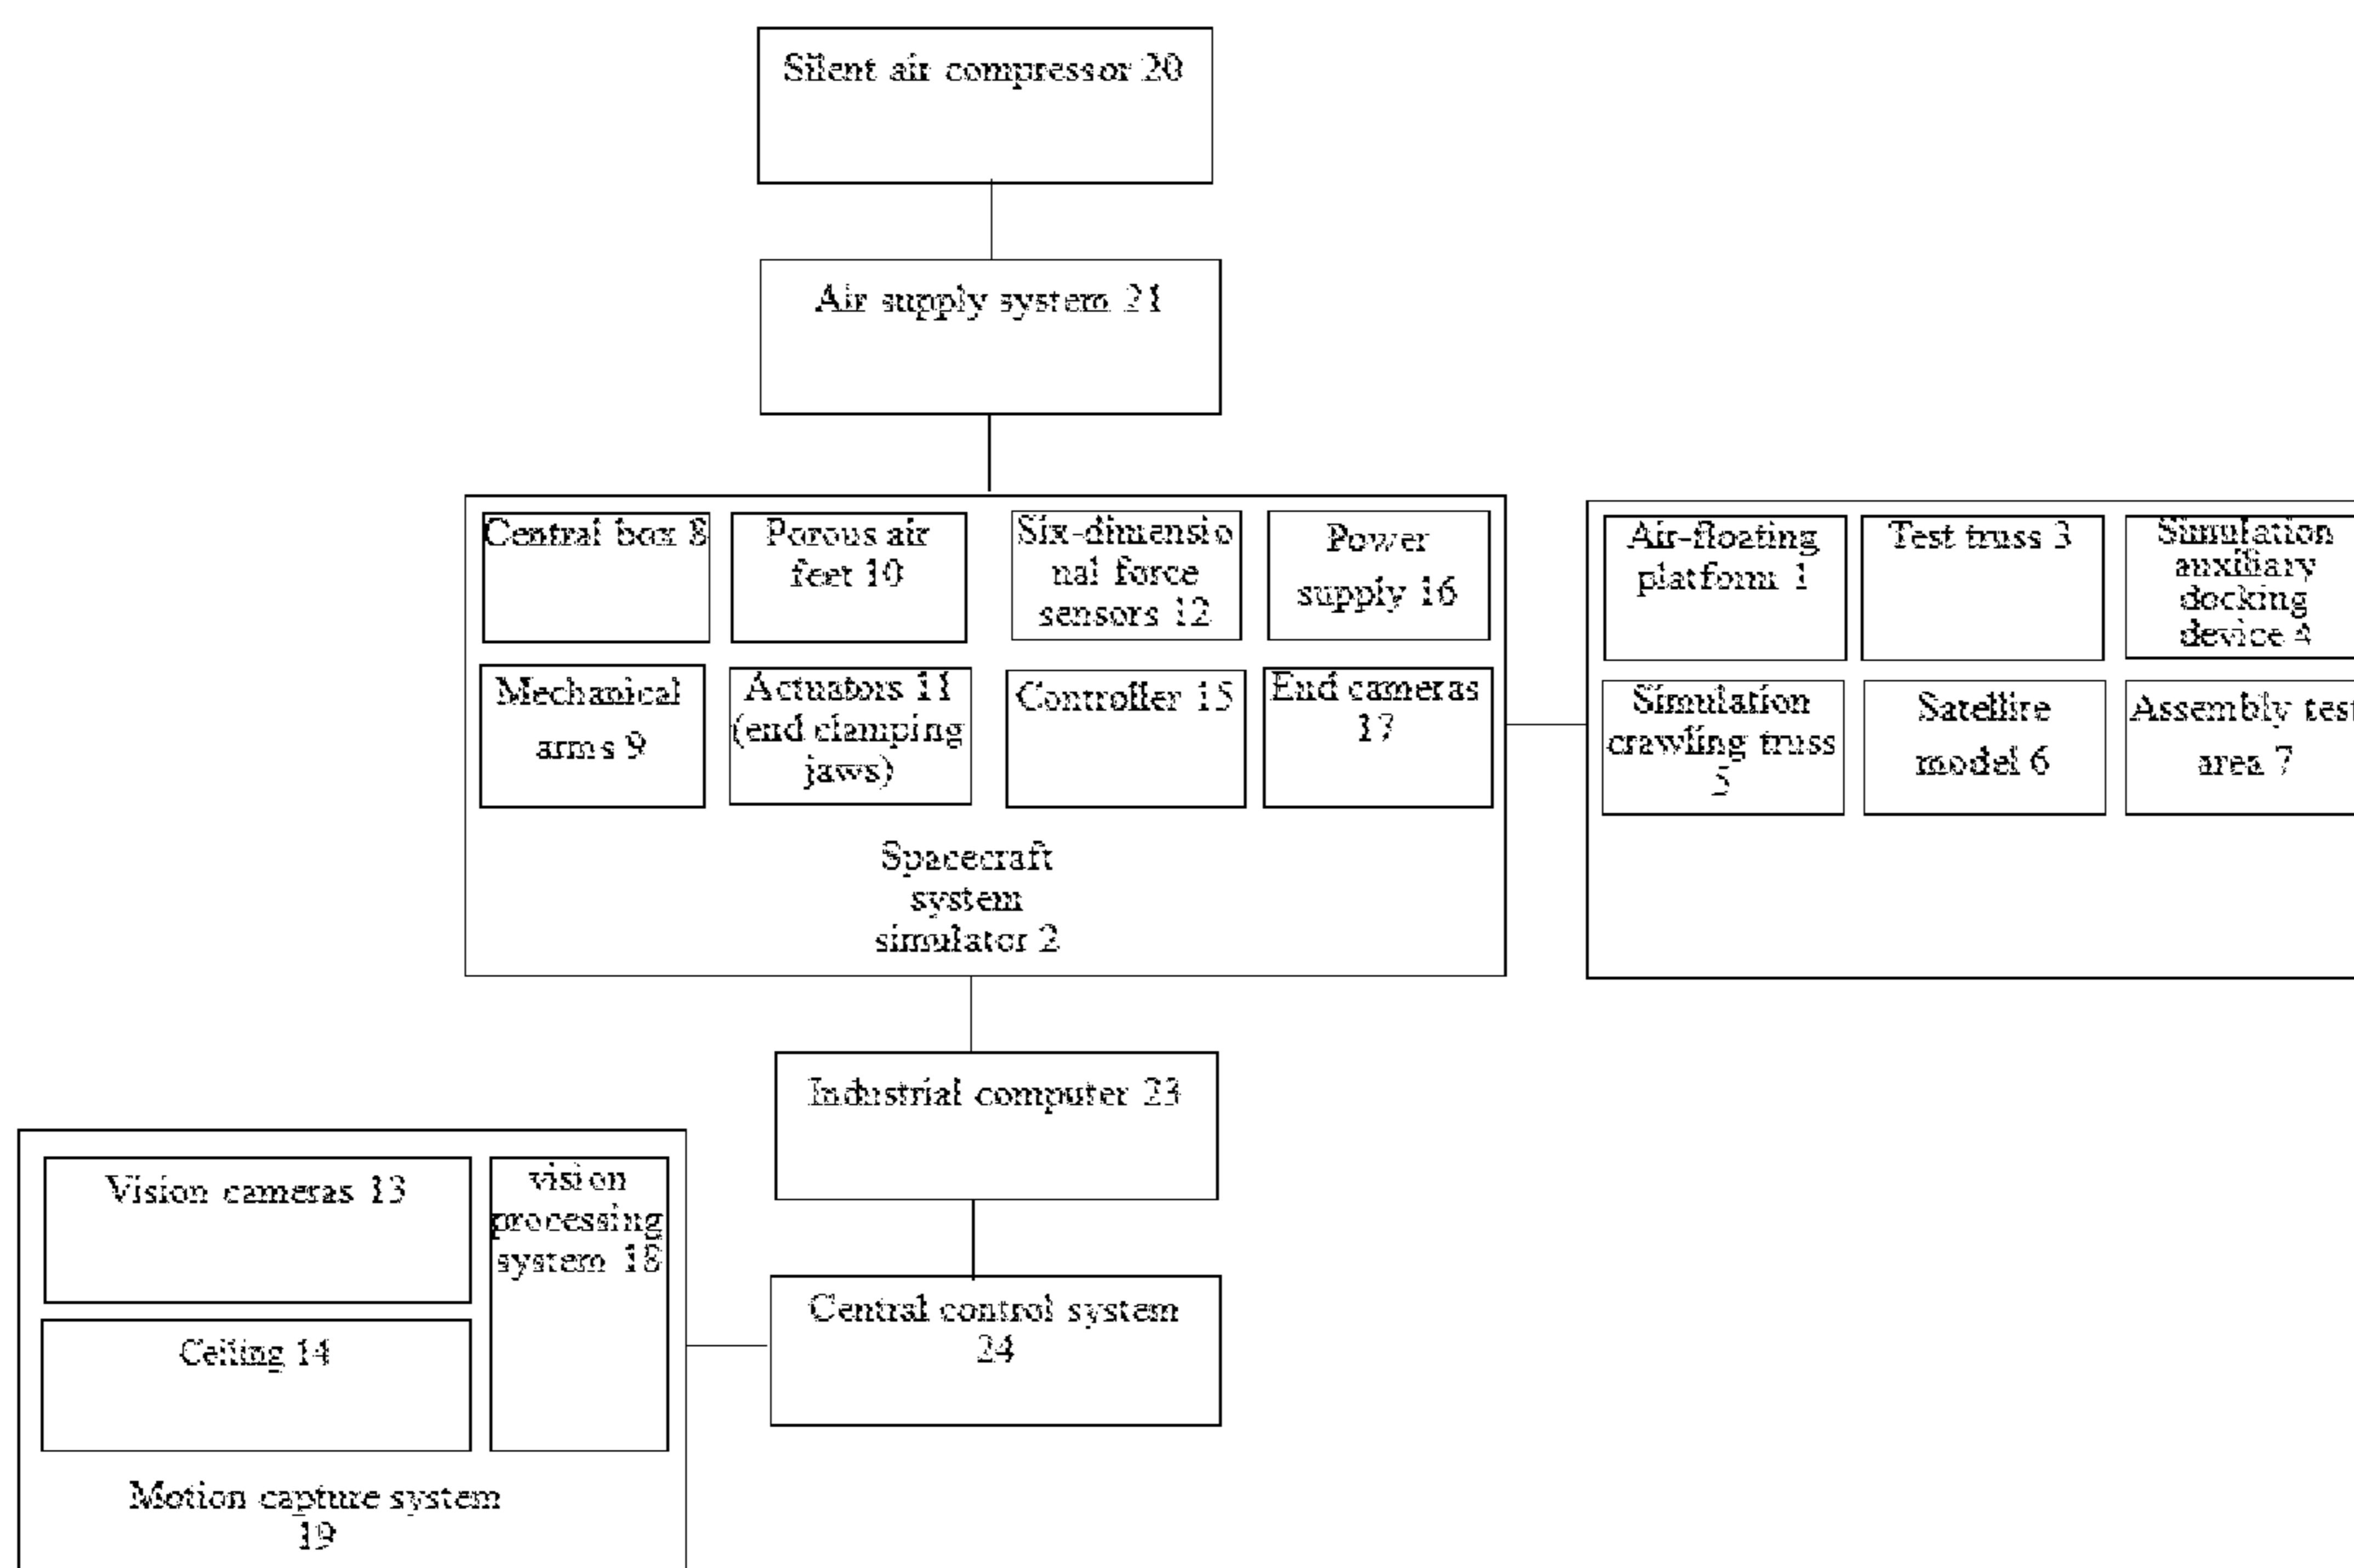 Silent air compressor 20
Air supply system 21
Central box 8
Porous air
feet 10
Six-dimensio
nal force
sensors 12
Power
supply 16
Mechanical
arms 9
Actuators 11
(end clamping
jaws)
Controller 15
End cameras
17
Spacecraft
system
simulator 2
Air-floating
platform 1
Test truss 3
Simulation
auxiliary
docking
device 4
Simulation
crawling truss
5
Satellite
model 6
Assembly test
area 7
Industrial computer 23
Vision cameras 13
vision
processing
system 18
Ceiling 14
Motion capture system
19
Central control system
24